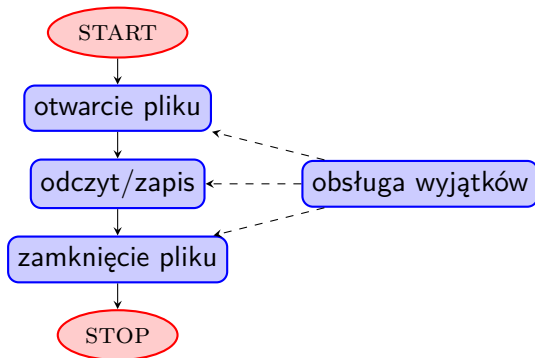 START
otwarcie pliku
odczyt/zapis
obsługa wyjątków
zamknięcie pliku
STOP